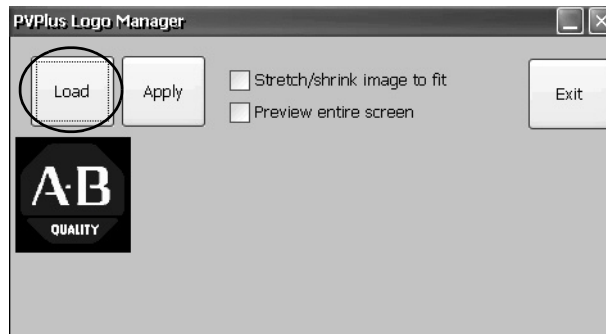 PVPlus Logo Manager
Load
Apply
Stretch/shrink image to fit
Preview entire screen
Exit
A·B
QUALITY